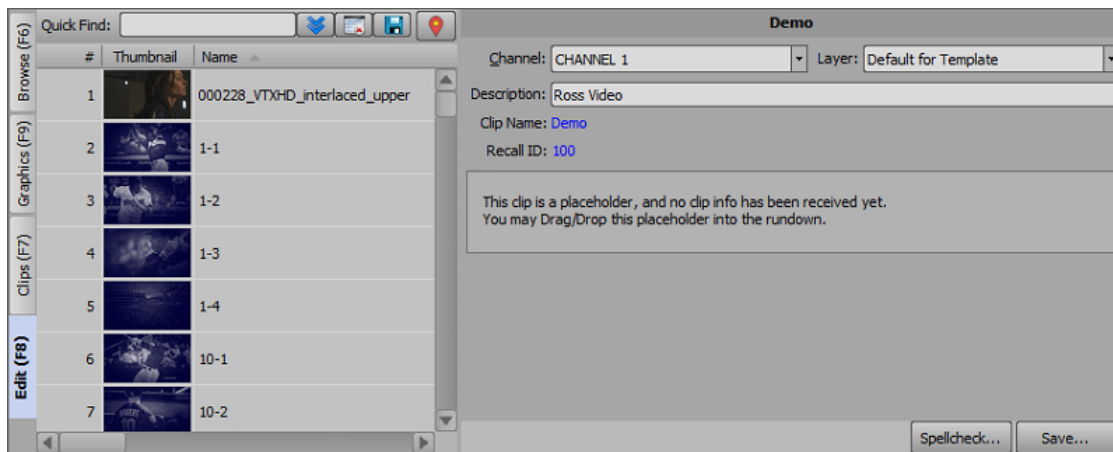 Browse (F6)
Graphics (F9)
Clips (F7)
Edit (F8)
Quick Find:
# Thumbnail Name
1 000228_VTXHD_interlaced_upper
2 1-1
3 1-2
4 1-3
5 1-4
6 10-1
7 10-2
Demo
Channel: CHANNEL 1 Layer: Default for Template
Description: Ross Video
Clip Name: Demo
Recall ID: 100
This clip is a placeholder, and no clip info has been received yet.
You may Drag/Drop this placeholder into the rundown.
Spellcheck... Save...